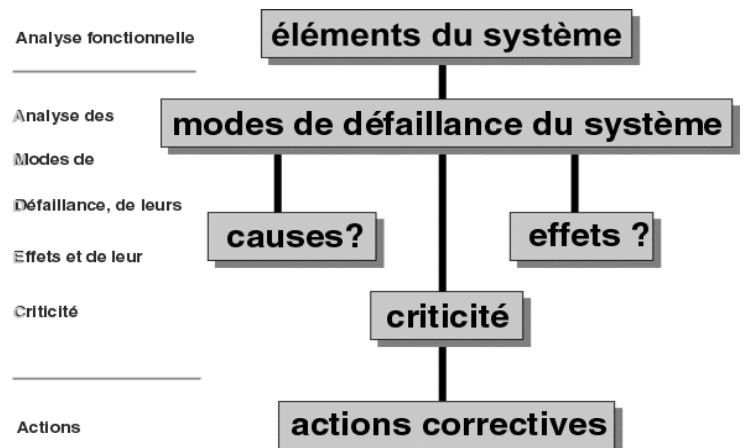 Analyse fonctionnelle
éléments du système
Analyse des
modes de défaillance du système
Modes de
Défaillance, de leurs
causes?
effets ?
Effets et de leur
Criticité
criticité
Actions
actions correctives